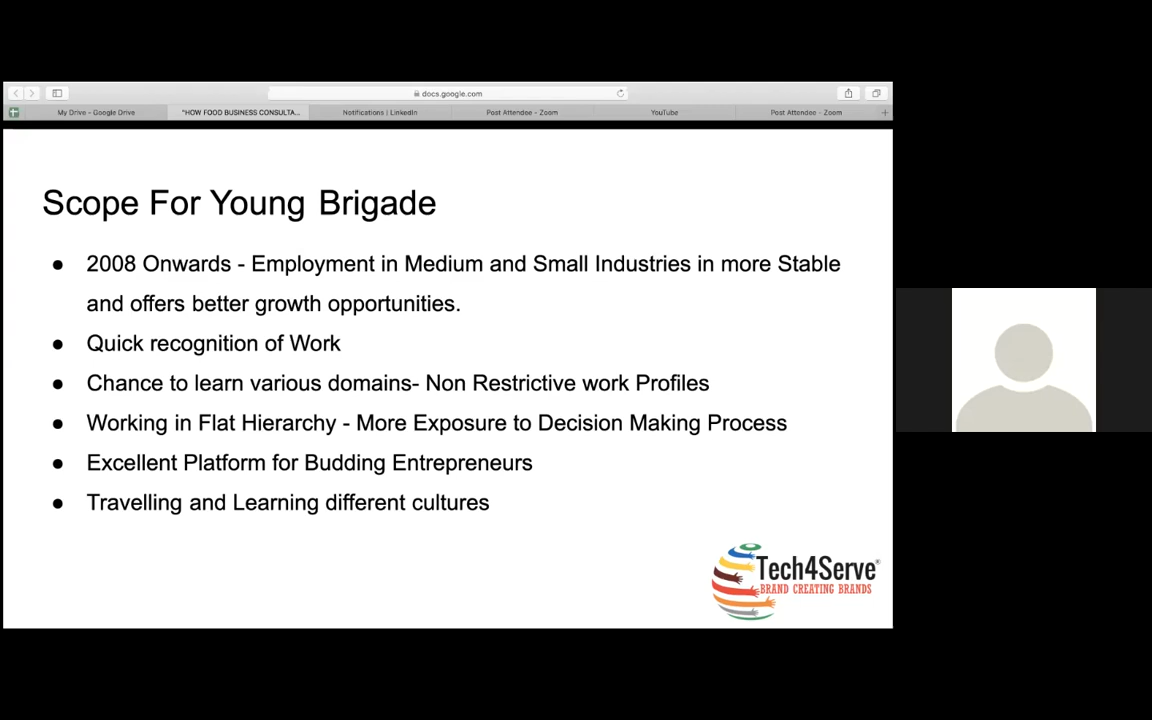 docs.google.com
My Drive - Google Drive
"HOW FOOD BUSINESS CONSULTA...
Notifications | LinkedIn
Post Attendee - Zoom
YouTube
Post Attendee - Zoom
Scope For Young Brigade
● 2008 Onwards - Employment in Medium and Small Industries in more Stable
and offers better growth opportunities.
● Quick recognition of Work
● Chance to learn various domains- Non Restrictive work Profiles
● Working in Flat Hierarchy - More Exposure to Decision Making Process
● Excellent Platform for Budding Entrepreneurs
● Travelling and Learning different cultures
Tech4Serve®
BRAND CREATING BRANDS